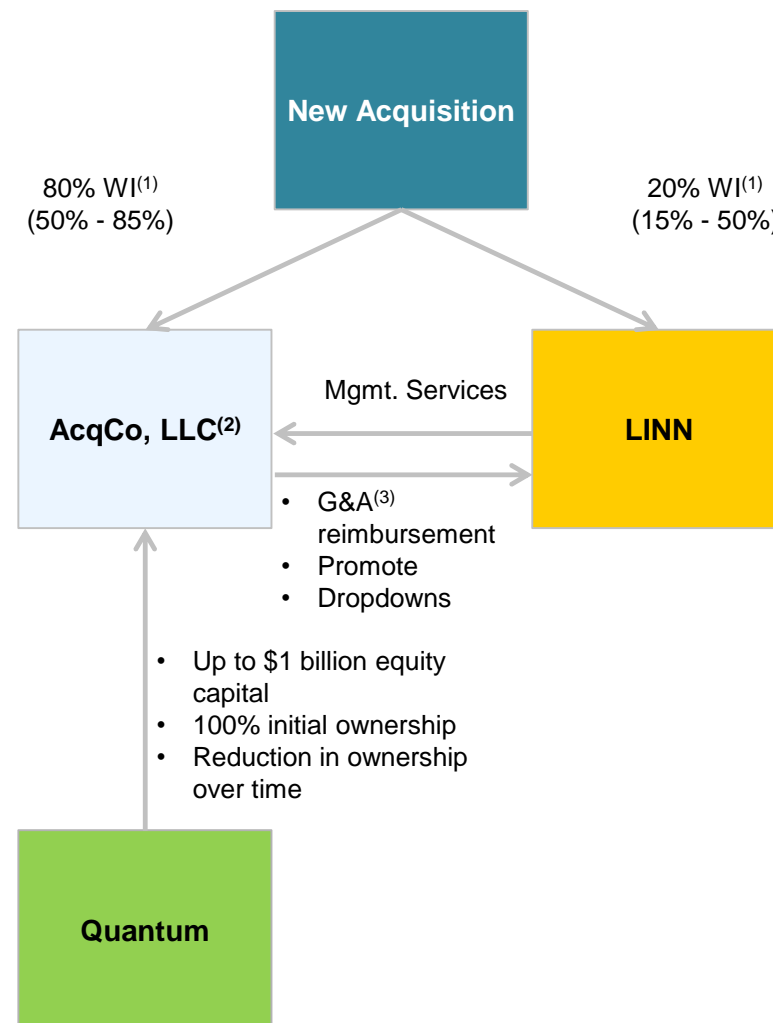 New Acquisition
80% WI(1)
(50% - 85%)
20% WI(1)
(15% - 50%)
AcqCo, LLC(2)
Mgmt. Services
LINN
• G&A(3)
reimbursement
• Promote
• Dropdowns
• Up to $1 billion equity
capital
• 100% initial ownership
• Reduction in ownership
over time
Quantum